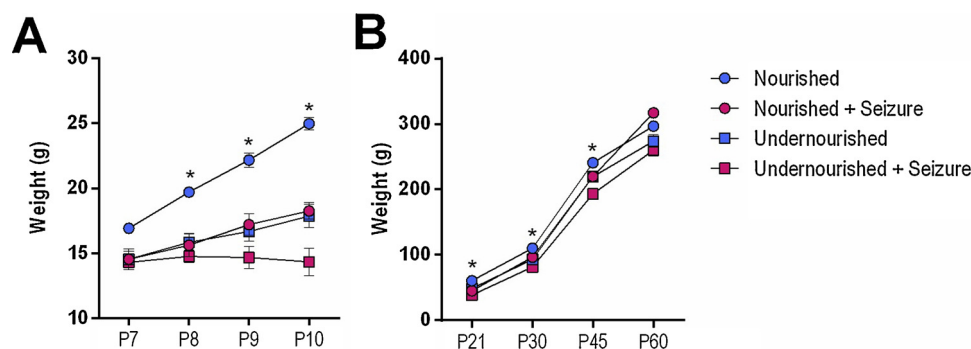 A
B
Weight (g)
30
25
20
15
10
*
*
*
P7
P8
P9
P10
Weight (g)
400
300
200
100
0
*
*
*
P21
P30
P45
P60
Nourished
Nourished + Seizure
Undernourished
Undernourished + Seizure